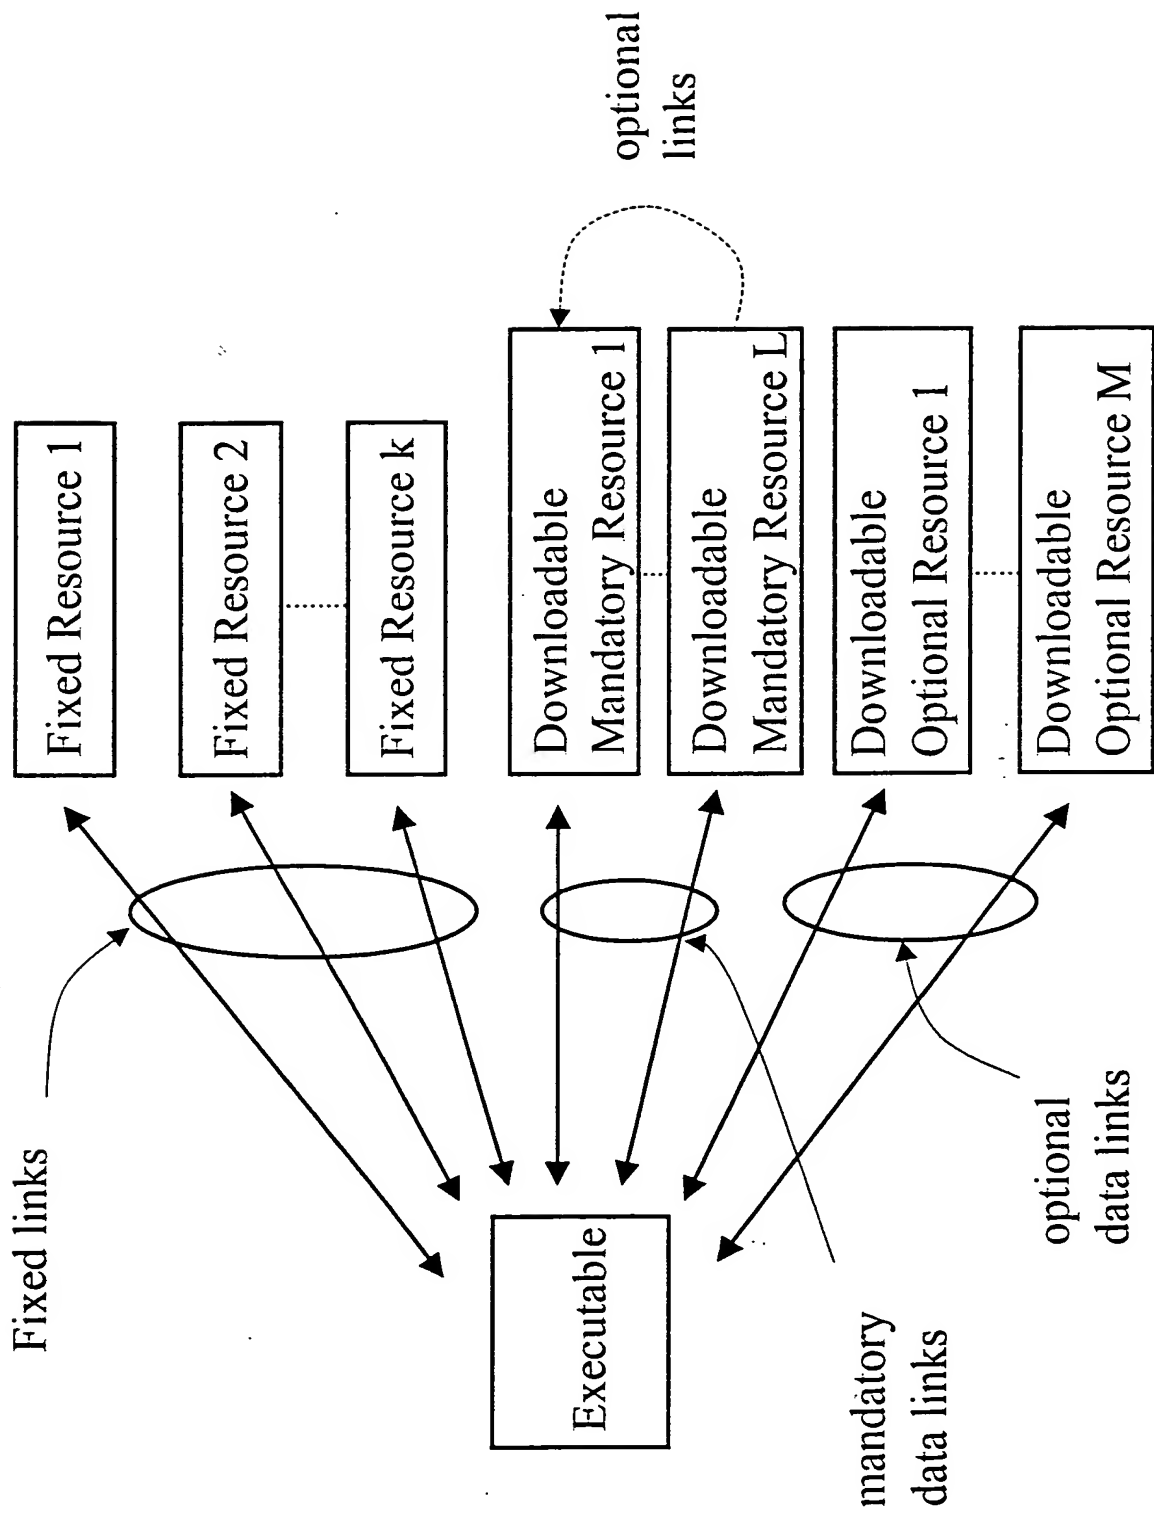 Fixed links
Fixed Resource 1
Fixed Resource 2
Fixed Resource k
Executable
Downloadable
Mandatory Resource 1
Downloadable
Mandatory Resource L
optional
links
Downloadable
Optional Resource 1
Downloadable
Optional Resource M
mandatory
data links
optional
data links